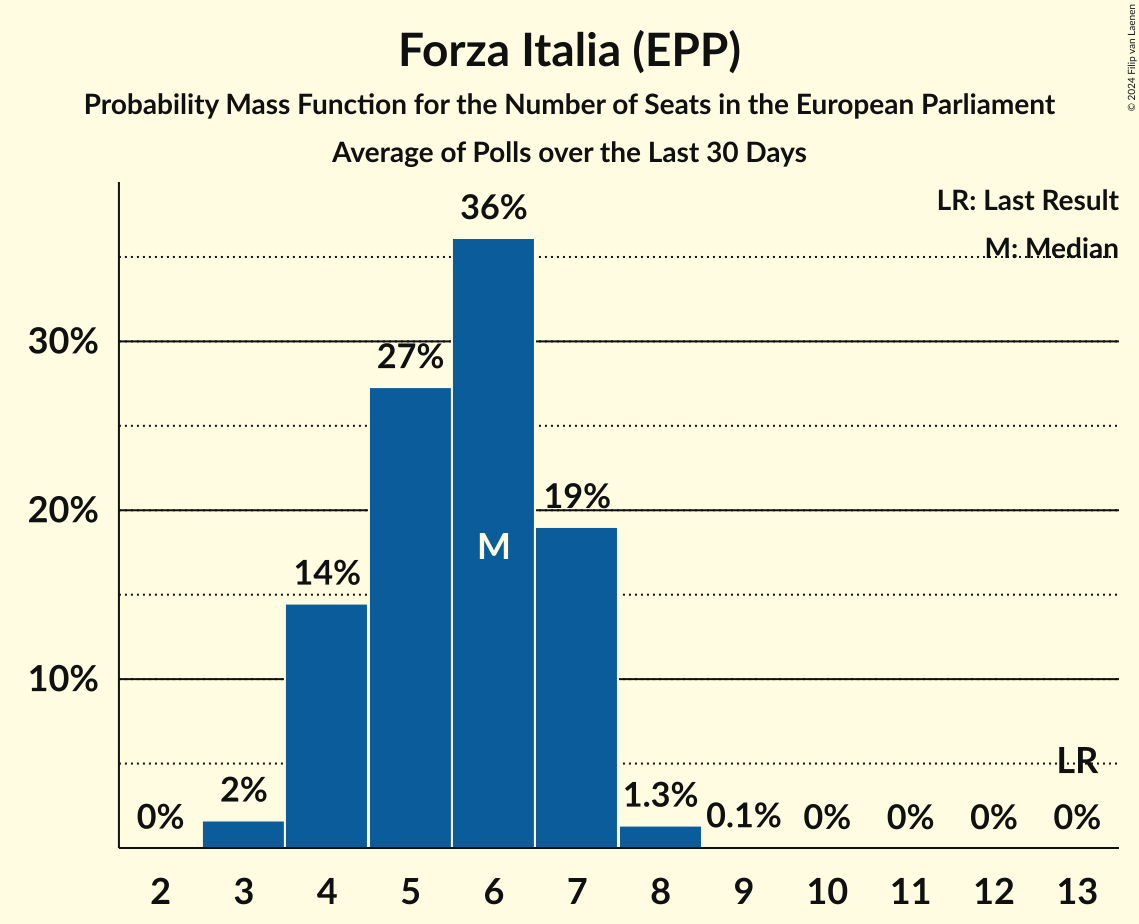 Forza Italia (EPP)
Probability Mass Function for the Number of Seats in the European Parliament
Average of Polls over the Last 30 Days
© 2024 Filip van Laenen
LR: Last Result
M: Median
36%
30%
27%
20%
19%
M
14%
10%
LR
2%
1.3%
0%
0.1%
0%
0%
0%
0%
2 3 4 5 6 7 8 9 10 11 12 13